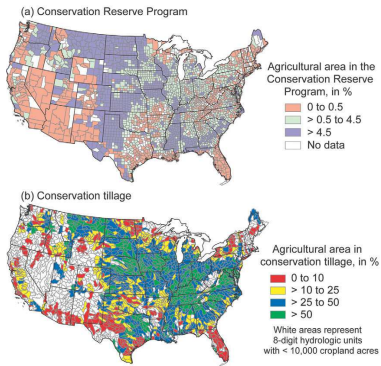 (a) Conservation Reserve Program
Agricultural area in the
Conservation Reserve
Program, in %
0 to 0.5
> 0.5 to 4.5
> 4.5
No data
(b) Conservation tillage
Agricultural area in
conservation tillage, in %
0 to 10
> 10 to 25
> 25 to 50
> 50
White areas represent
8-digit hydrologic units
with < 10,000 cropland acres